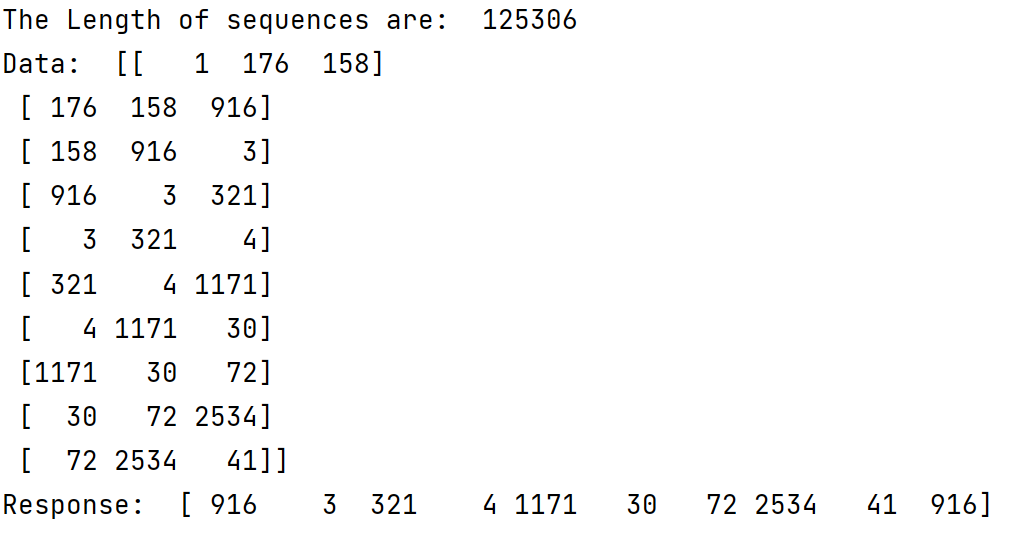 The Length of sequences are:  125306
Data:  [[   1  176  158]
 [ 176  158  916]
 [ 158  916    3]
 [ 916    3  321]
 [   3  321    4]
 [ 321    4 1171]
 [   4 1171   30]
 [1171   30   72]
 [  30   72 2534]
 [  72 2534   41]]
Response:  [ 916    3  321    4 1171   30   72 2534   41  916]